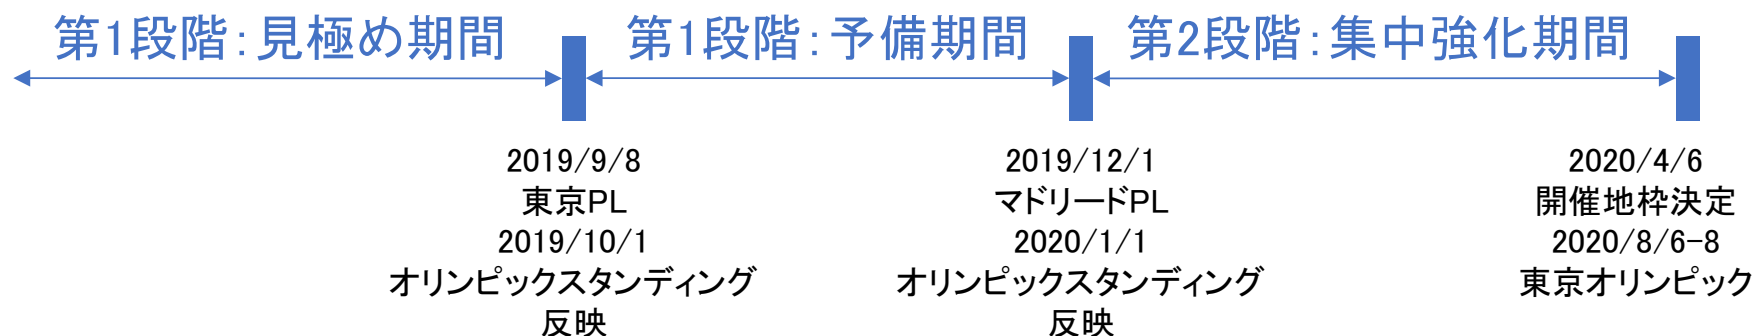 第1段階：見極め期間
第1段階：予備期間
第2段階：集中強化期間
2019/9/8
東京PL
2019/10/1
オリンピックスタンディング
反映
2019/12/1
マドリードPL
2020/1/1
オリンピックスタンディング
反映
2020/4/6
開催地枠決定
2020/8/6-8
東京オリンピック